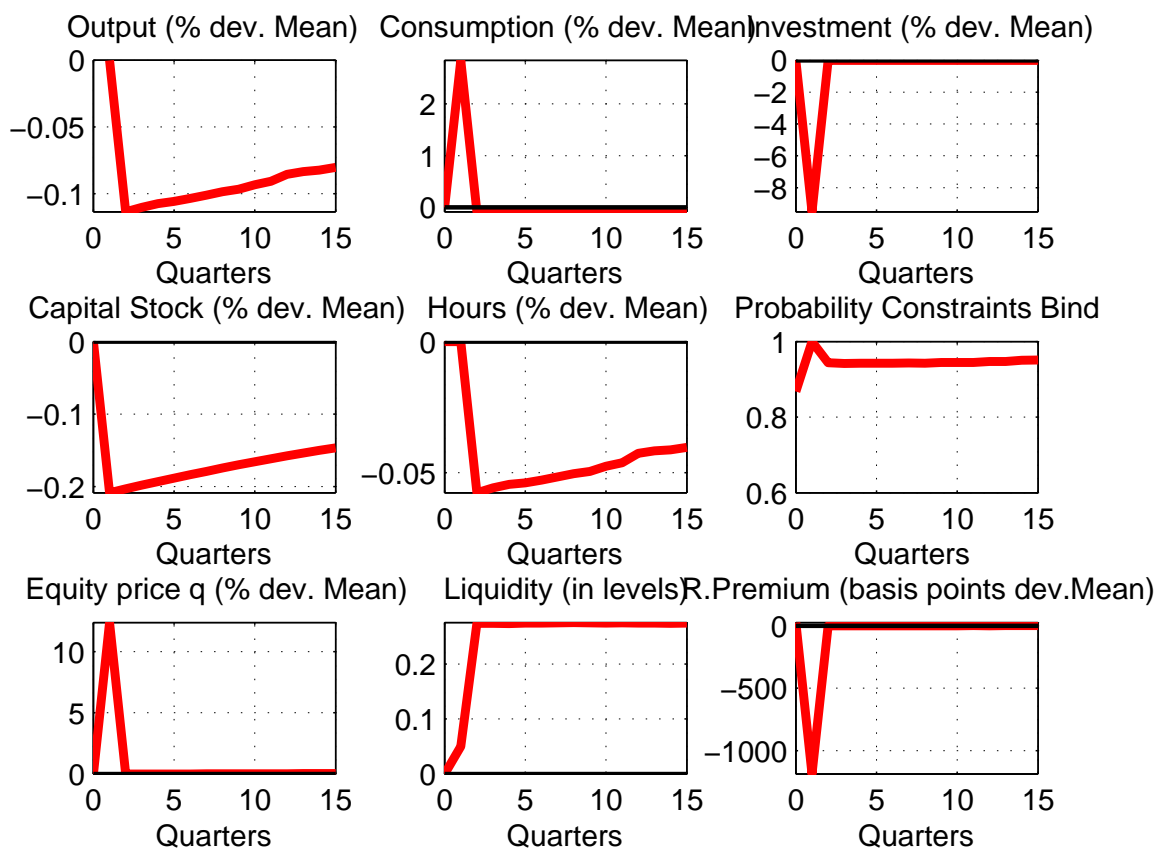 Output (% dev. Mean)
Consumption (% dev. Mean)
Investment (% dev. Mean)
0
−0.05
−0.1
0 5 10 15
Quarters
2
1
0
0 5 10 15
Quarters
0
−2
−4
−6
−8
0 5 10 15
Quarters
Capital Stock (% dev. Mean)
Hours (% dev. Mean)
Probability Constraints Bind
0
−0.1
−0.2
0 5 10 15
Quarters
0
−0.05
0 5 10 15
Quarters
1
0.8
0.6
0 5 10 15
Quarters
Equity price q (% dev. Mean)
Liquidity (in levels)
R.Premium (basis points dev.Mean)
10
5
0
0 5 10 15
Quarters
0.2
0.1
0
0 5 10 15
Quarters
0
−500
−1000
0 5 10 15
Quarters